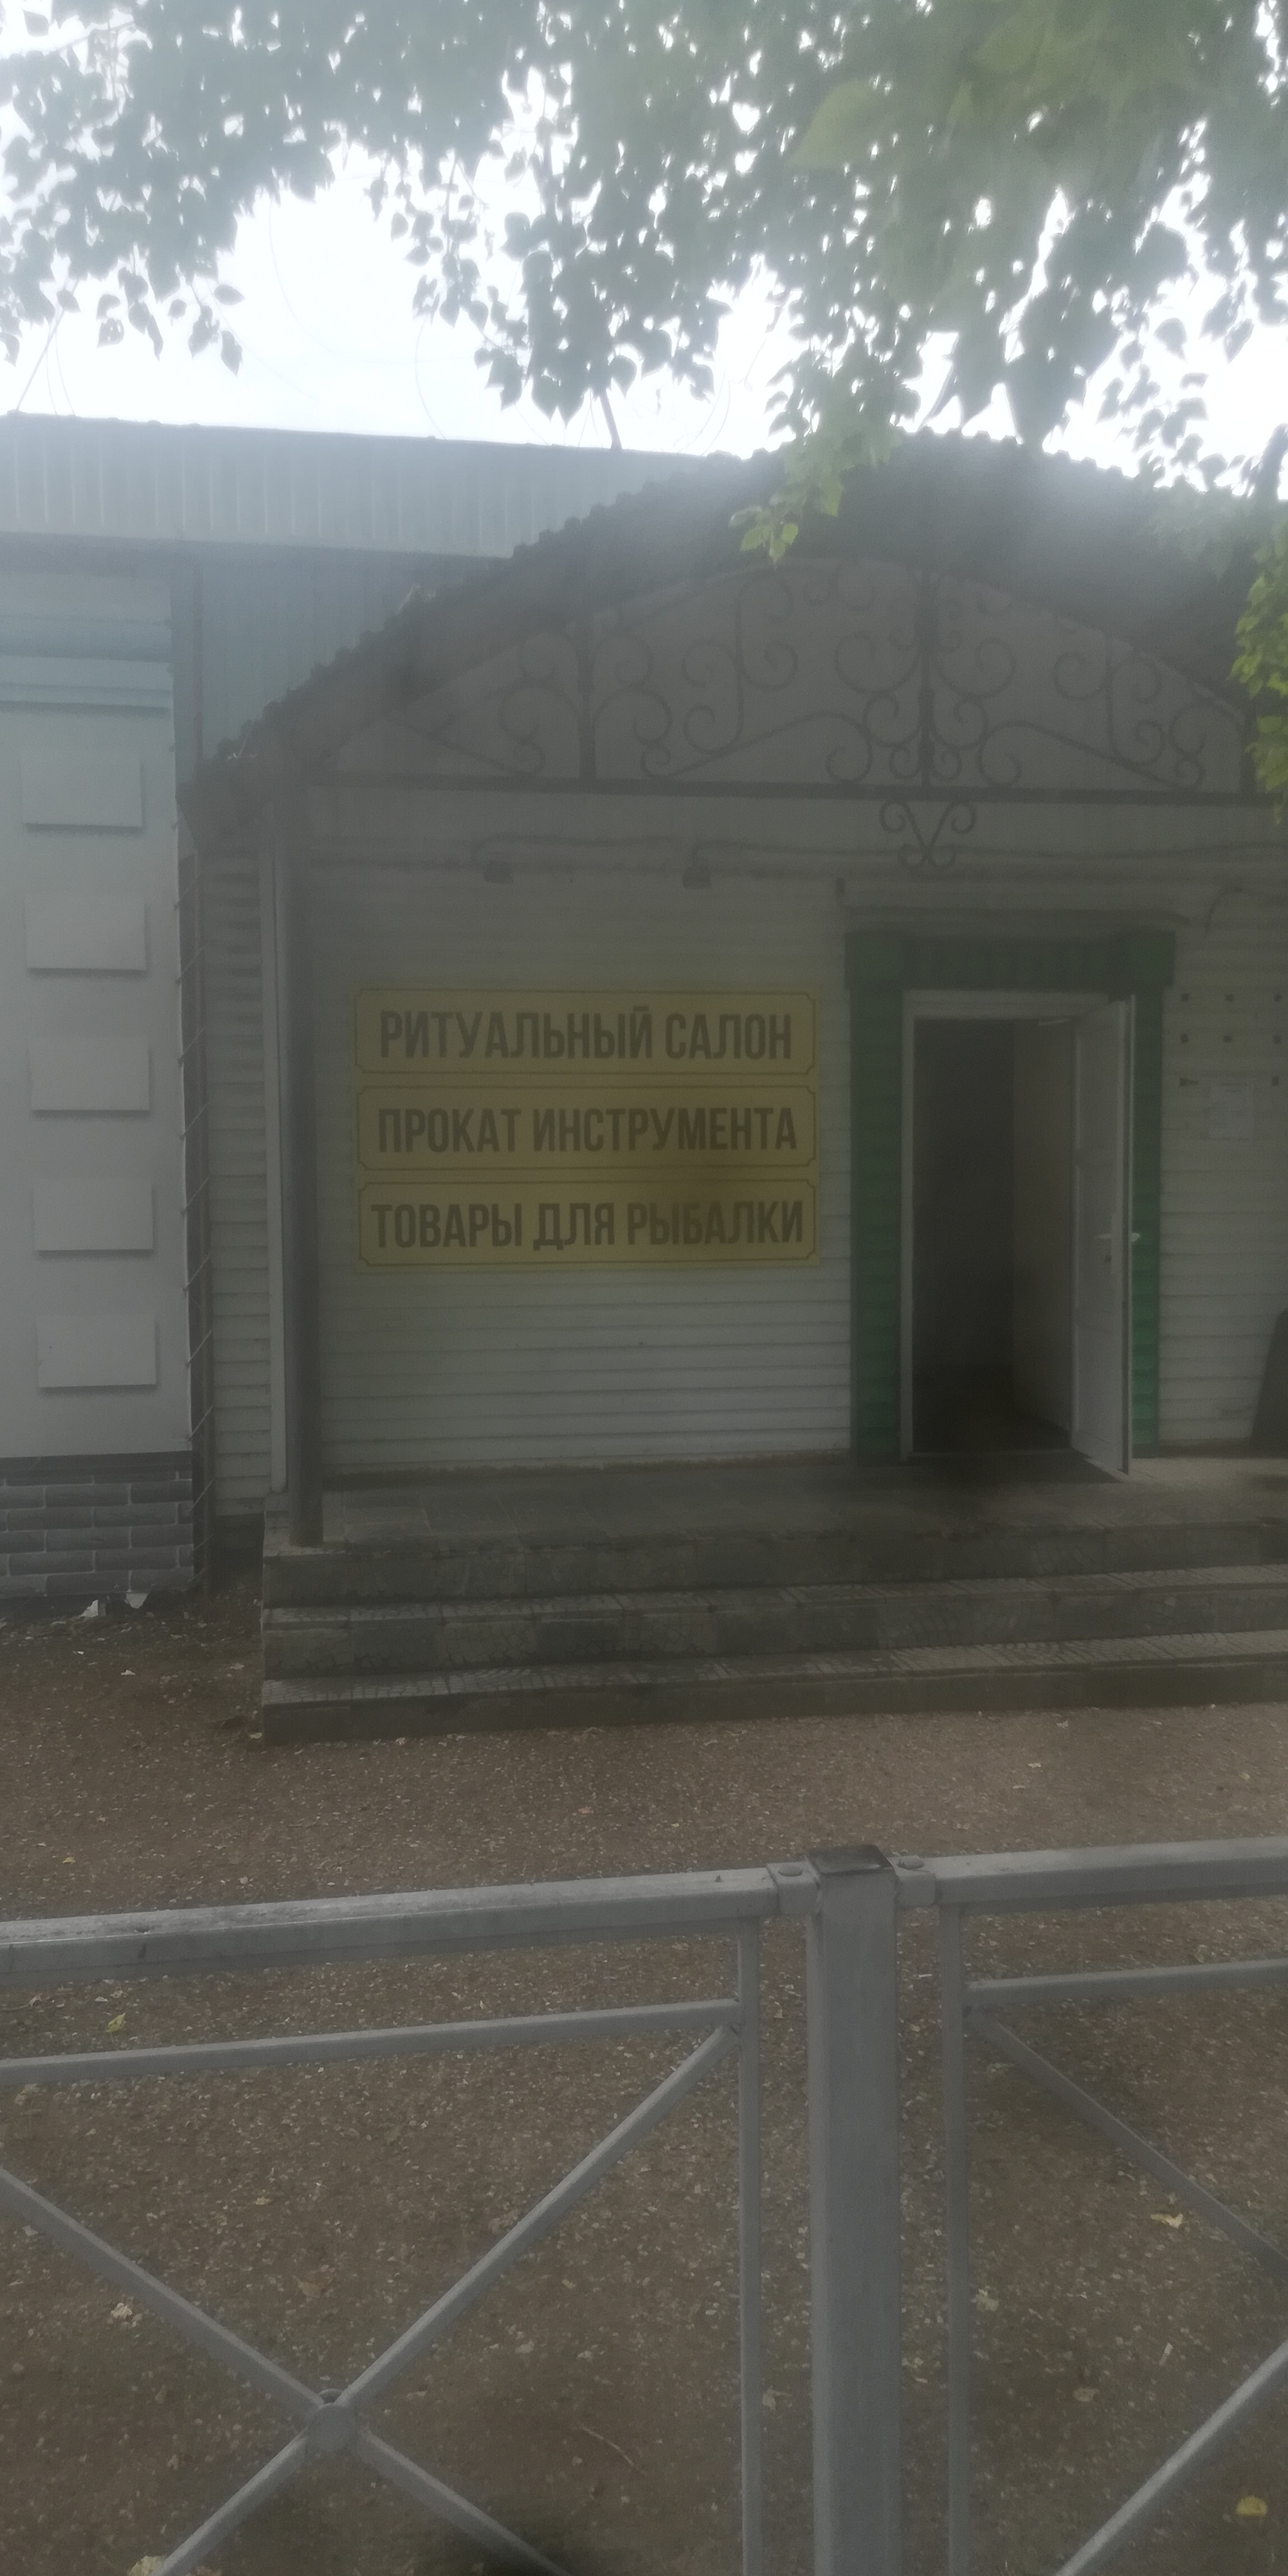 РИТУАЛЬНЫЙ САЛОН
ПРОКАТ ИНСТРУМЕНТА
ТОВАРЫ ДЛЯ РЫБАЛКИ